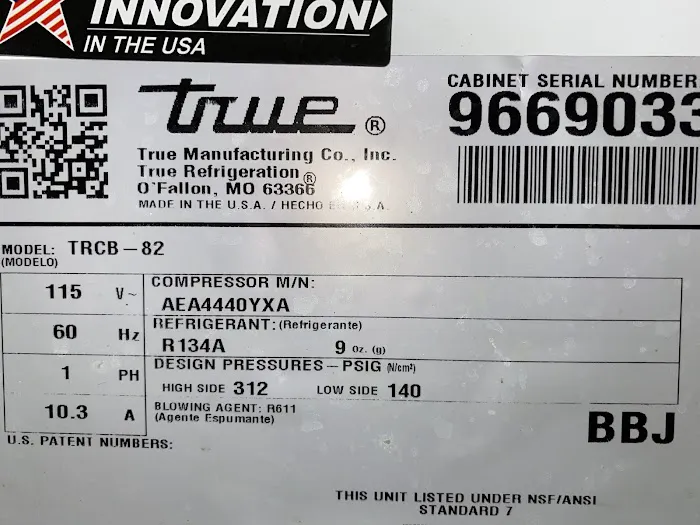 INNOVATION
IN THE USA
true ®
True Manufacturing Co., Inc.
True Refrigeration ®
O'Fallon, MO 63366
MADE IN THE U.S.A. / HECHO EN U.S.A.
CABINET SERIAL NUMBER
9669033
MODEL: TRCB-82
(MODELO)
115 V~
60 Hz
1 PH
10.3 A
COMPRESSOR M/N:
AEA4440YXA
REFRIGERANT: (Refrigerante)
R134A 9 Oz. (g)
DESIGN PRESSURES-PSIG (N/cm²)
HIGH SIDE 312 LOW SIDE 140
BLOWING AGENT: R611
(Agente Espumante)
BBJ
U.S. PATENT NUMBERS:
THIS UNIT LISTED UNDER NSF/ANSI
STANDARD 7